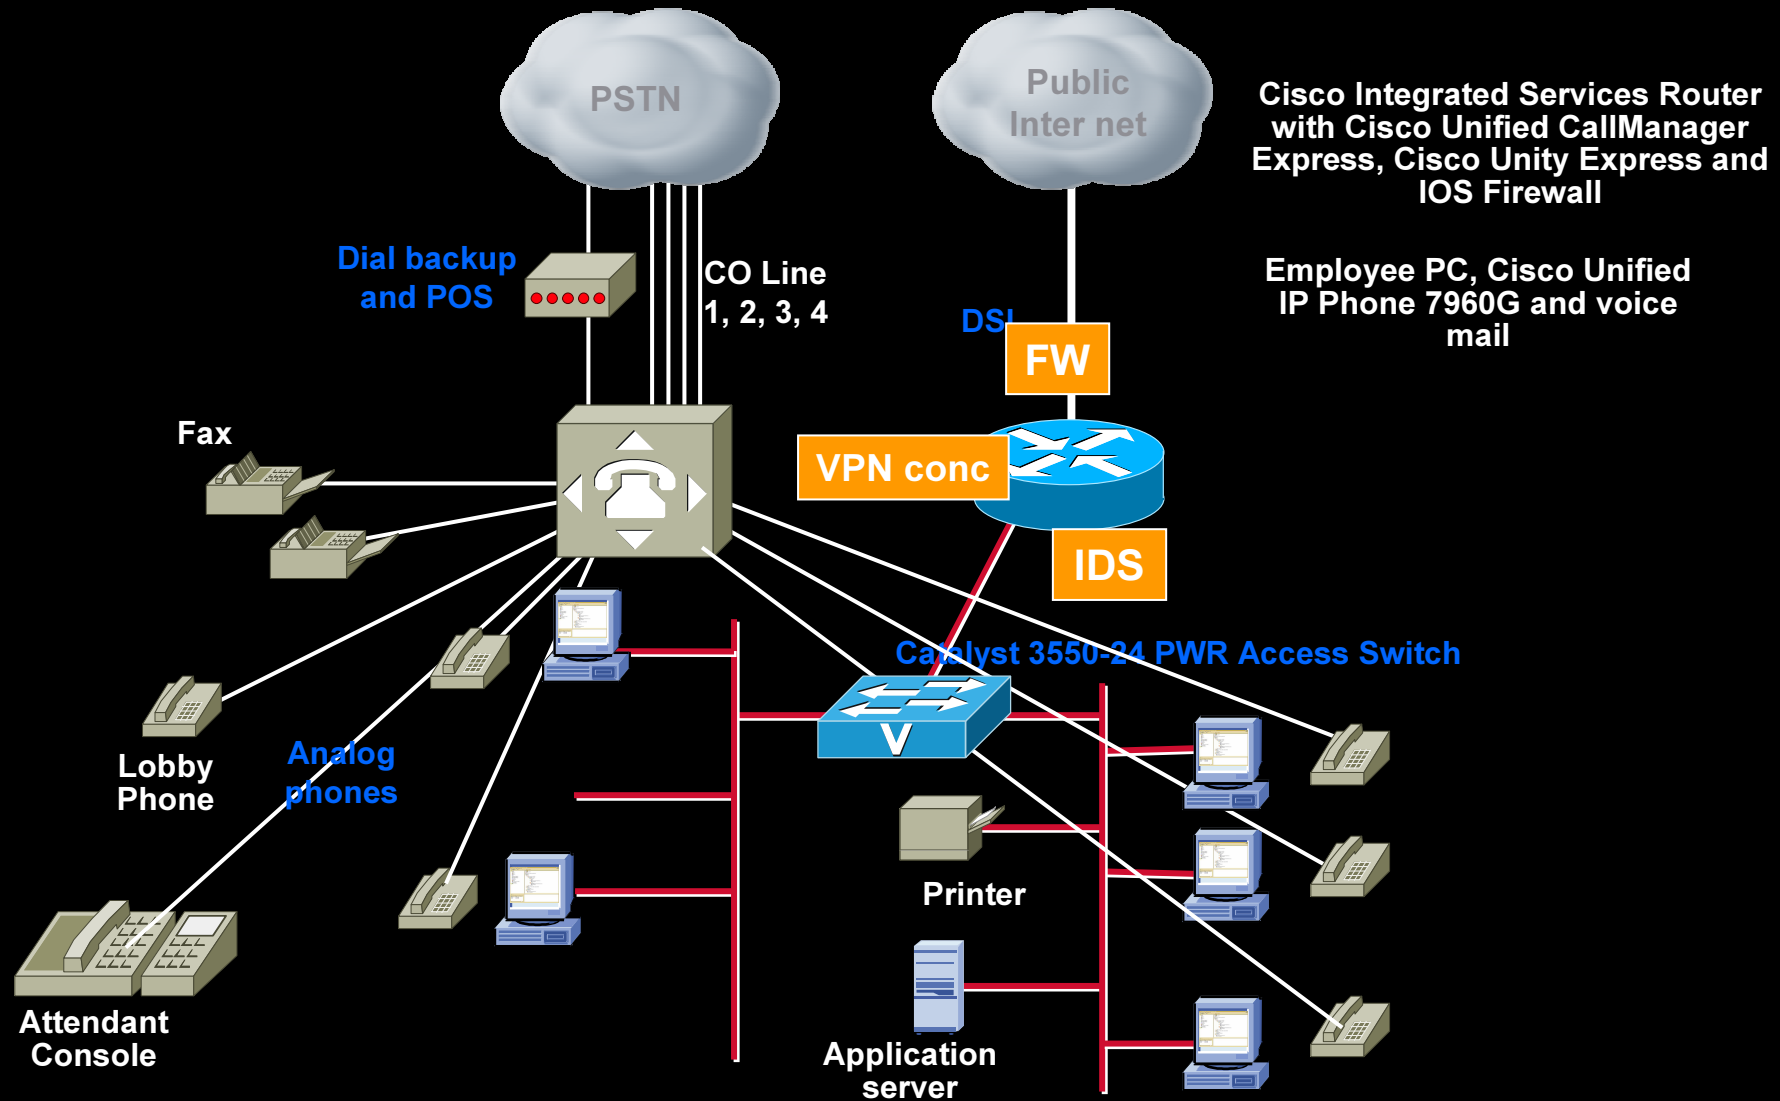 PSTN
Public
Inter net
Cisco Integrated Services Router
with Cisco Unified CallManager
Express, Cisco Unity Express and
IOS Firewall
Dial backup
and POS
CO Line
1, 2, 3, 4
Employee PC, Cisco Unified
IP Phone 7960G and voice
mail
DSL
FW
Fax
VPN conc
IDS
Catalyst 3550-24 PWR Access Switch
V
Lobby
Phone
Analog
phones
Printer
Attendant
Console
Application
server